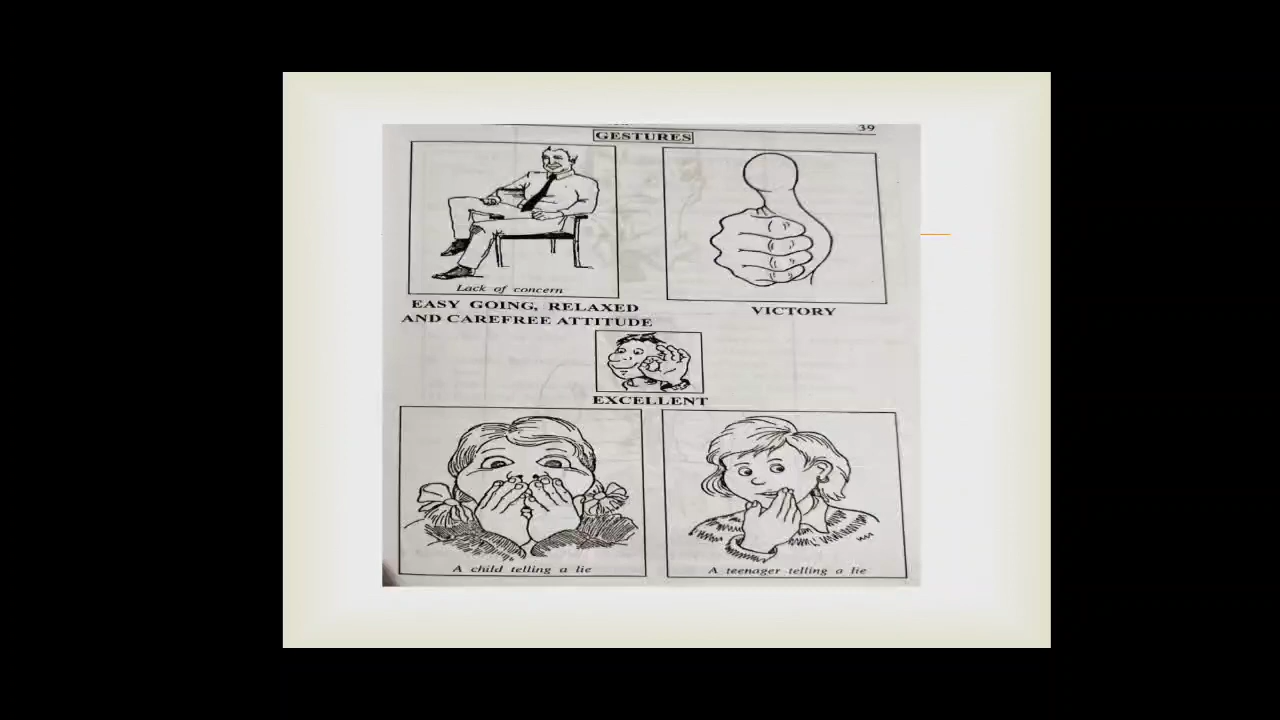 39
GESTURES
Lack of concern
EASY GOING, RELAXED
AND CAREFREE ATTITUDE
VICTORY
EXCELLENT
A child telling a lie
A teenager telling a lie